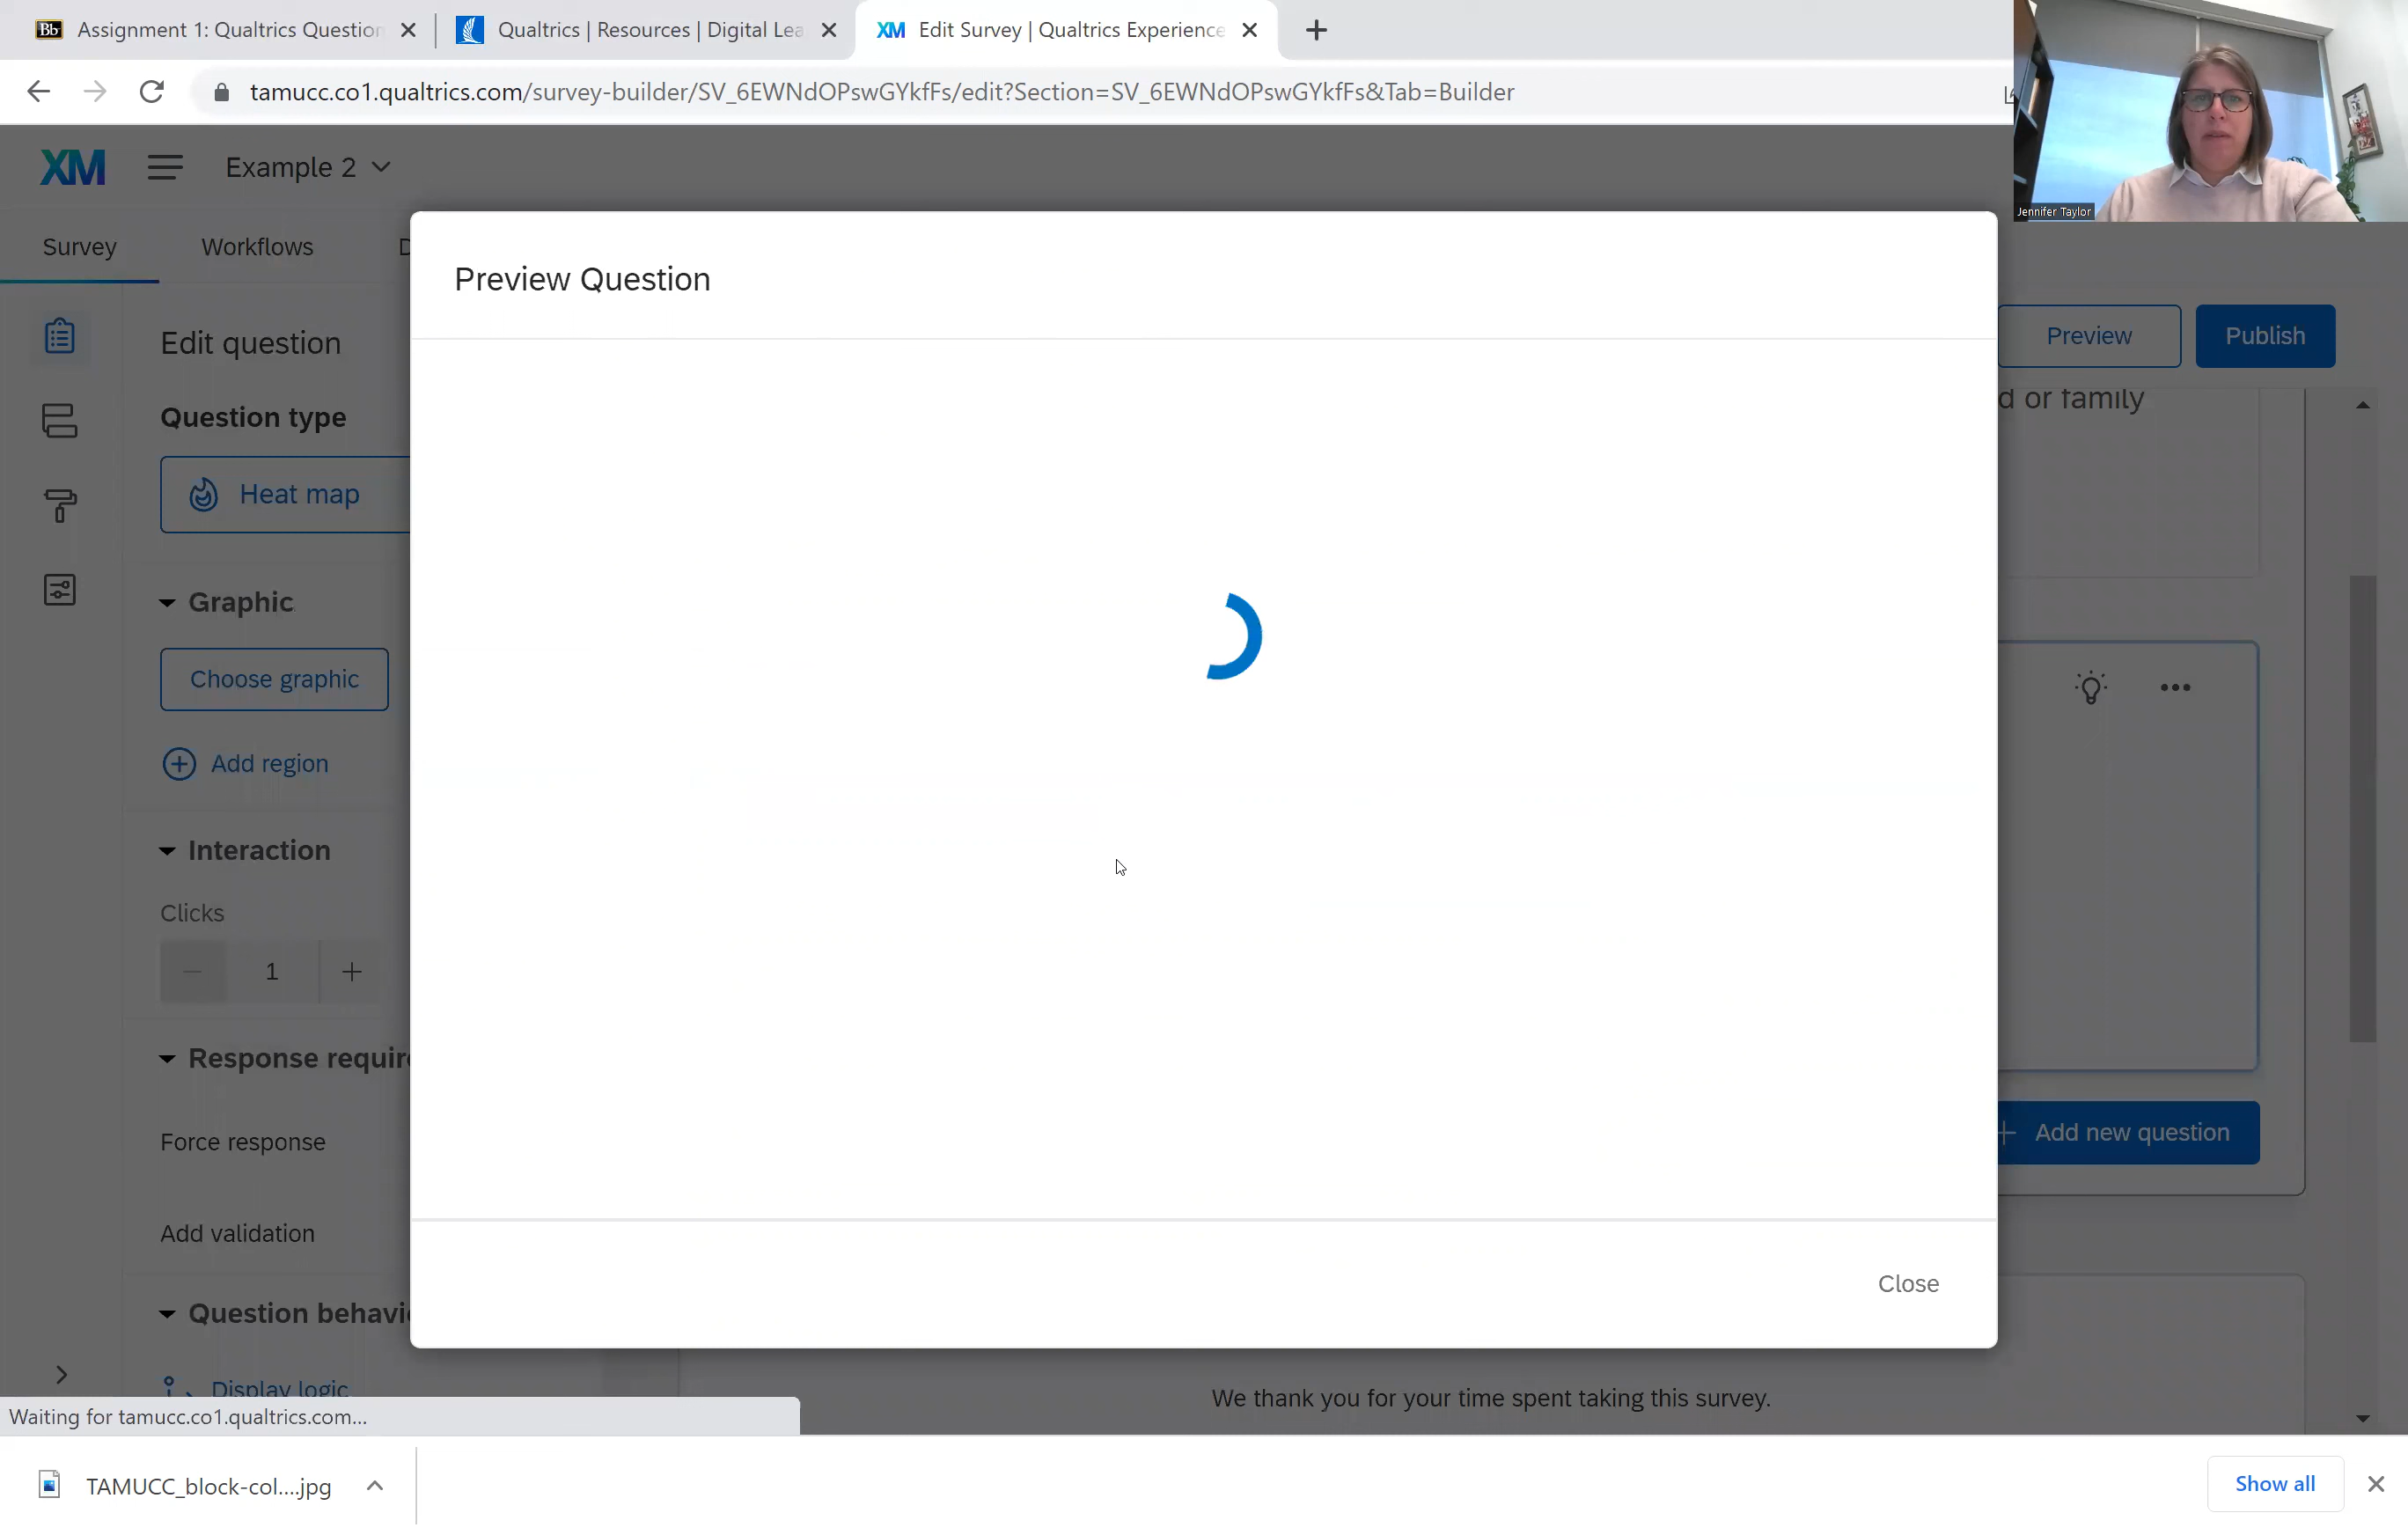 Assignment 1: Qualtrics Question
Qualtrics | Resources | Digital Lea
XM Edit Survey | Qualtrics Experience
tamucc.co1.qualtrics.com/survey-builder/SV_6EWNdOPswGYkfFs/edit?Section=SV_6EWNdOPswGYkfFs&Tab=Builder
Jennifer Taylor
XM
Example 2
Survey
Workflows
D
Preview Question
Edit question
Preview
Publish
Question type
d or family
Heat map
Graphic
Choose graphic
Add region
Interaction
Clicks
1
Response require
Force response
Add new question
Add validation
Close
Question behavi
Display logic
We thank you for your time spent taking this survey.
Waiting for tamucc.co1.qualtrics.com...
TAMUCC_block-col....jpg
Show all